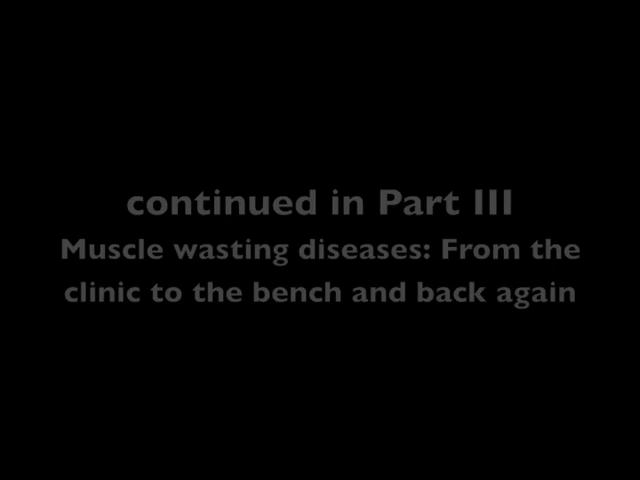 continued in Part III
Muscle wasting diseases: From the
clinic to the bench and back again